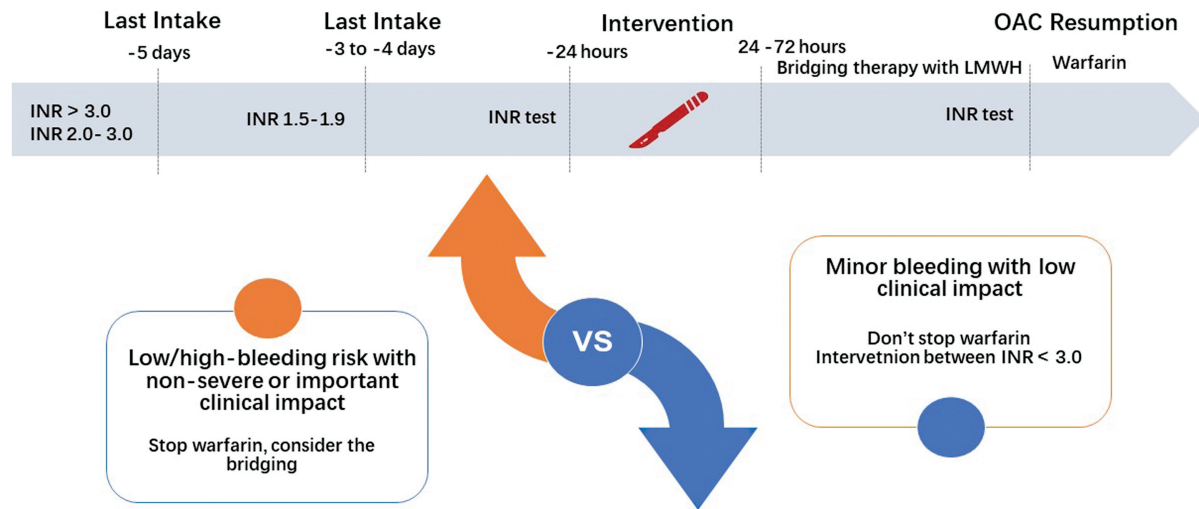 Last Intake
-5 days
Last Intake
-3 to -4 days
-24 hours
Intervention
24 -72 hours
Bridging therapy with LMWH
OAC Resumption
Warfarin
INR > 3.0
INR 2.0- 3.0
INR 1.5-1.9
INR test
INR test
Low/high-bleeding risk with
non-severe or important
clinical impact
Stop warfarin, consider the
bridging
VS
Minor bleeding with low
clinical impact
Don't stop warfarin
Intervetnion between INR < 3.0